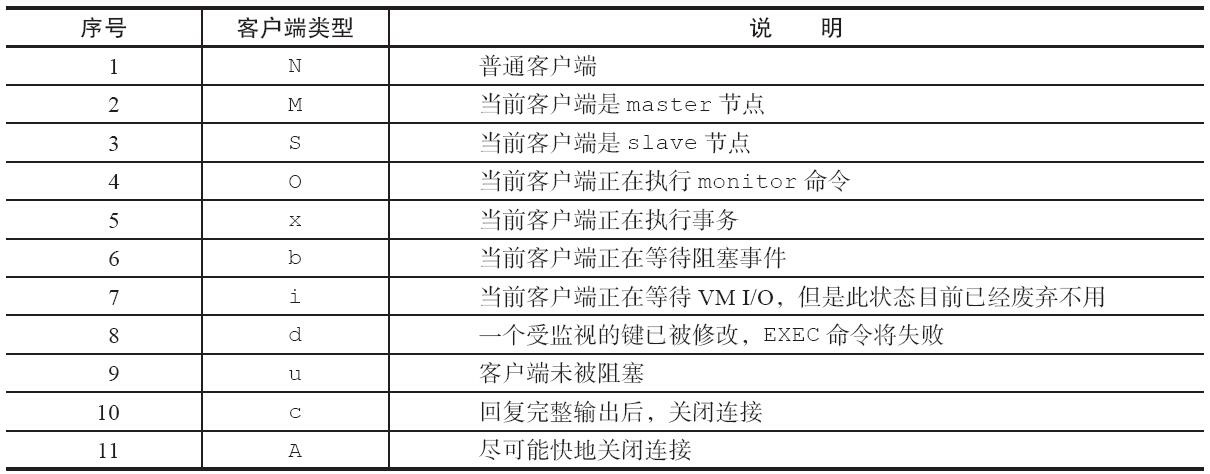 序号 客户端类型 说 明
1 N 普通客户端
2 M 当前客户端是 master 节点
3 S 当前客户端是 slave 节点
4 O 当前客户端正在执行 monitor 命令
5 x 当前客户端正在执行事务
6 b 当前客户端正在等待阻塞事件
7 i 当前客户端正在等待 VM I/O，但是此状态目前已经废弃不用
8 d 一个受监视的键已被修改，EXEC 命令将失败
9 u 客户端未被阻塞
10 c 回复完整输出后，关闭连接
11 A 尽可能快地关闭连接